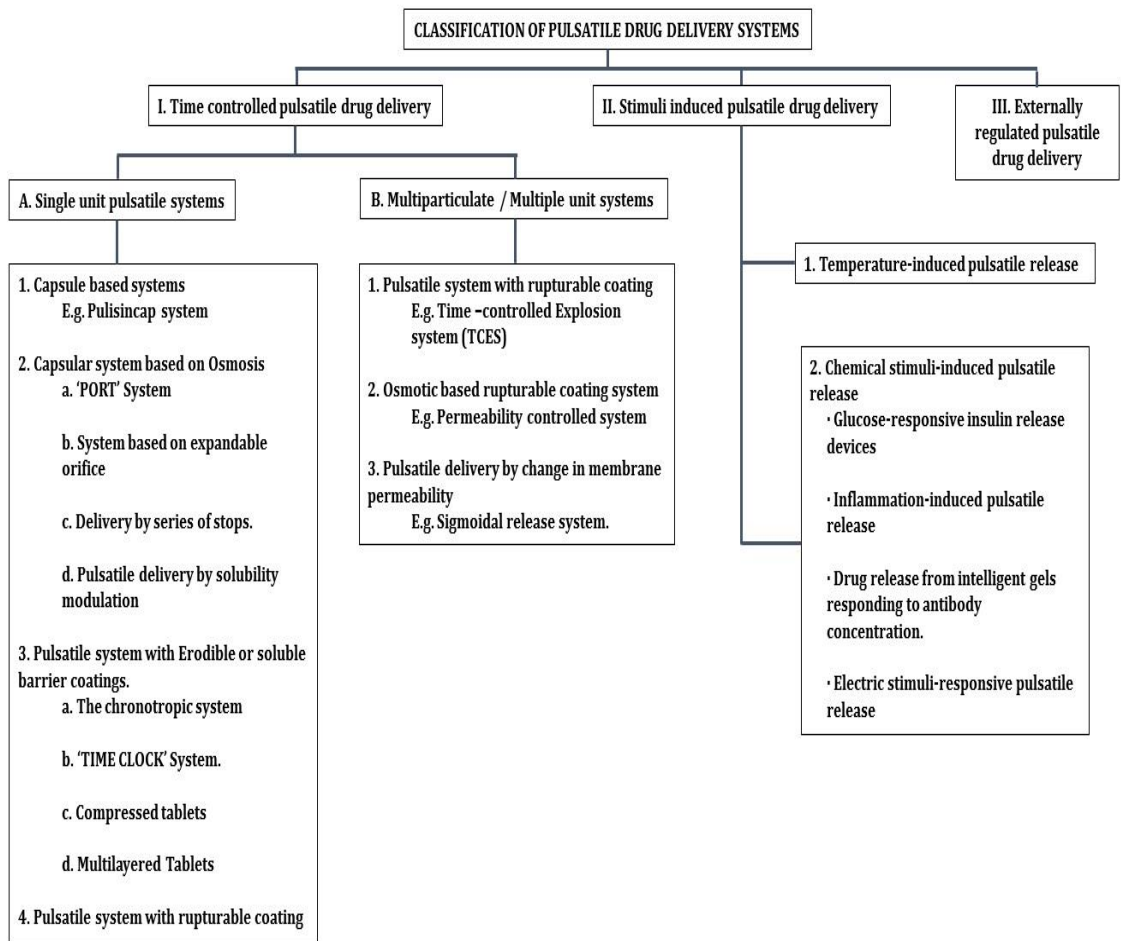 CLASSIFICATION OF PULSATILE DRUG DELIVERY SYSTEMS
I. Time controlled pulsatile drug delivery
II. Stimuli induced pulsatile drug delivery
III. Externally
regulated pulsatile
drug delivery
A. Single unit pulsatile systems
B. Multiparticulate / Multiple unit systems
1. Capsule based systems
E.g. Pulisincap system
2. Capsular system based on Osmosis
a. ‘PORT’ System
b. System based on expandable
orifice
c. Delivery by series of stops.
d. Pulsatile delivery by solubility
modulation
3. Pulsatile system with Erodible or soluble
barrier coatings.
a. The chronotropic system
b. ‘TIME CLOCK’ System.
c. Compressed tablets
d. Multilayered Tablets
4. Pulsatile system with rupturable coating
1. Pulsatile system with rupturable coating
E.g. Time –controlled Explosion
system (TCES)
2. Osmotic based rupturable coating system
E.g. Permeability controlled system
3. Pulsatile delivery by change in membrane
permeability
E.g. Sigmoidal release system.
1. Temperature-induced pulsatile release
2. Chemical stimuli-induced pulsatile
release
· Glucose-responsive insulin release
devices
· Inflammation-induced pulsatile
release
· Drug release from intelligent gels
responding to antibody
concentration.
· Electric stimuli-responsive pulsatile
release